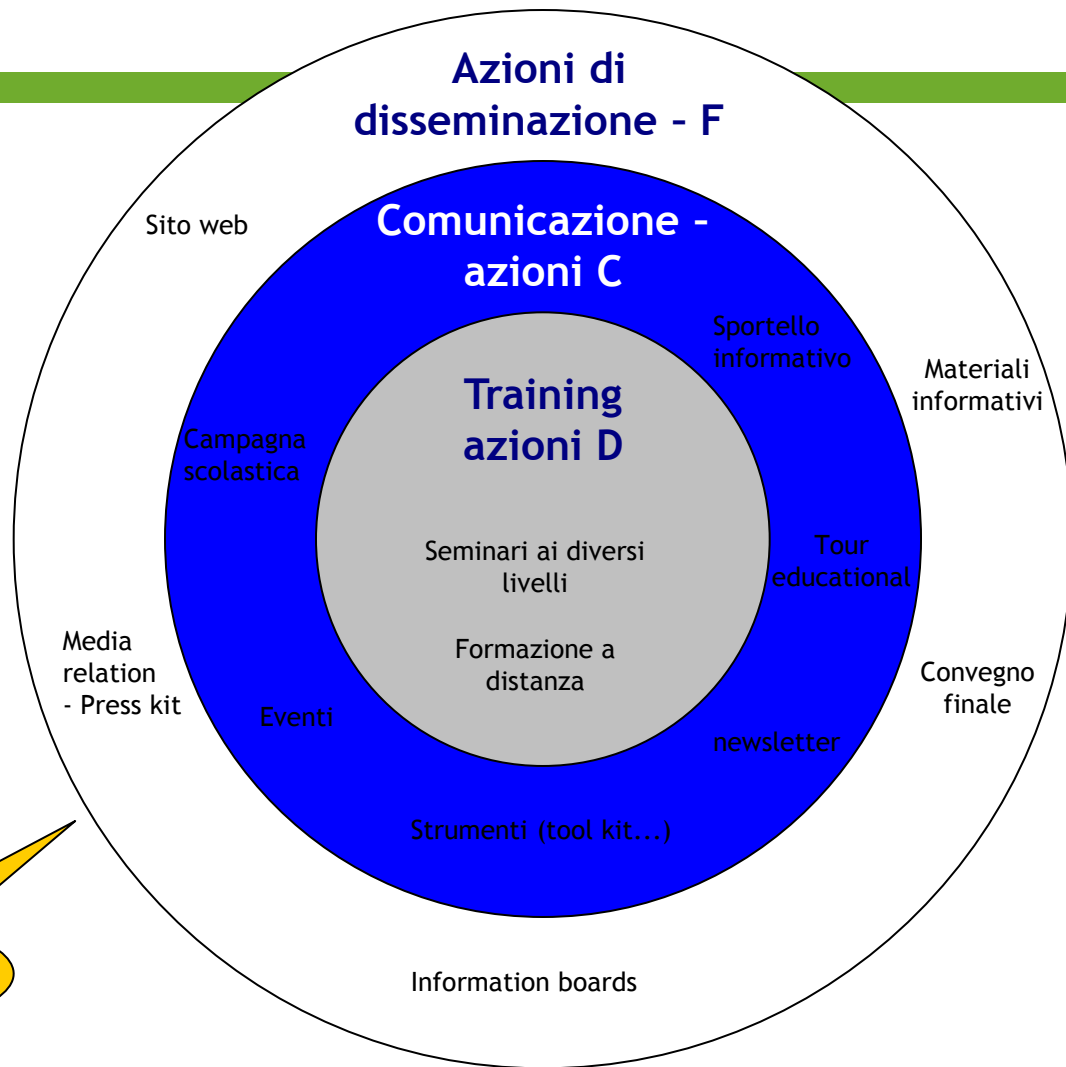 Azioni di
disseminazione - F
Sito web
Comunicazione -
azioni C
Sportello
informativo
Materiali
informativi
Training
azioni D
Campagna
scolastica
Seminari ai diversi
livelli
Tour
educational
Formazione a
distanza
Media
relation
- Press kit
Convegno
finale
Eventi
newsletter
Strumenti (tool kit...)
Information boards